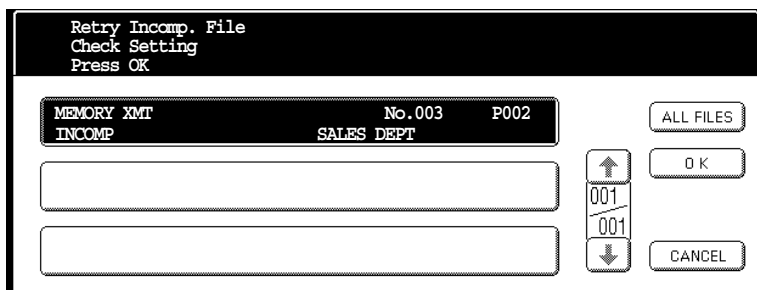 Retry Incomp. File
Check Setting
Press OK
MEMORY XMT No.003 P002
INCOMP SALES DEPT
ALL FILES
OK
001
001
CANCEL